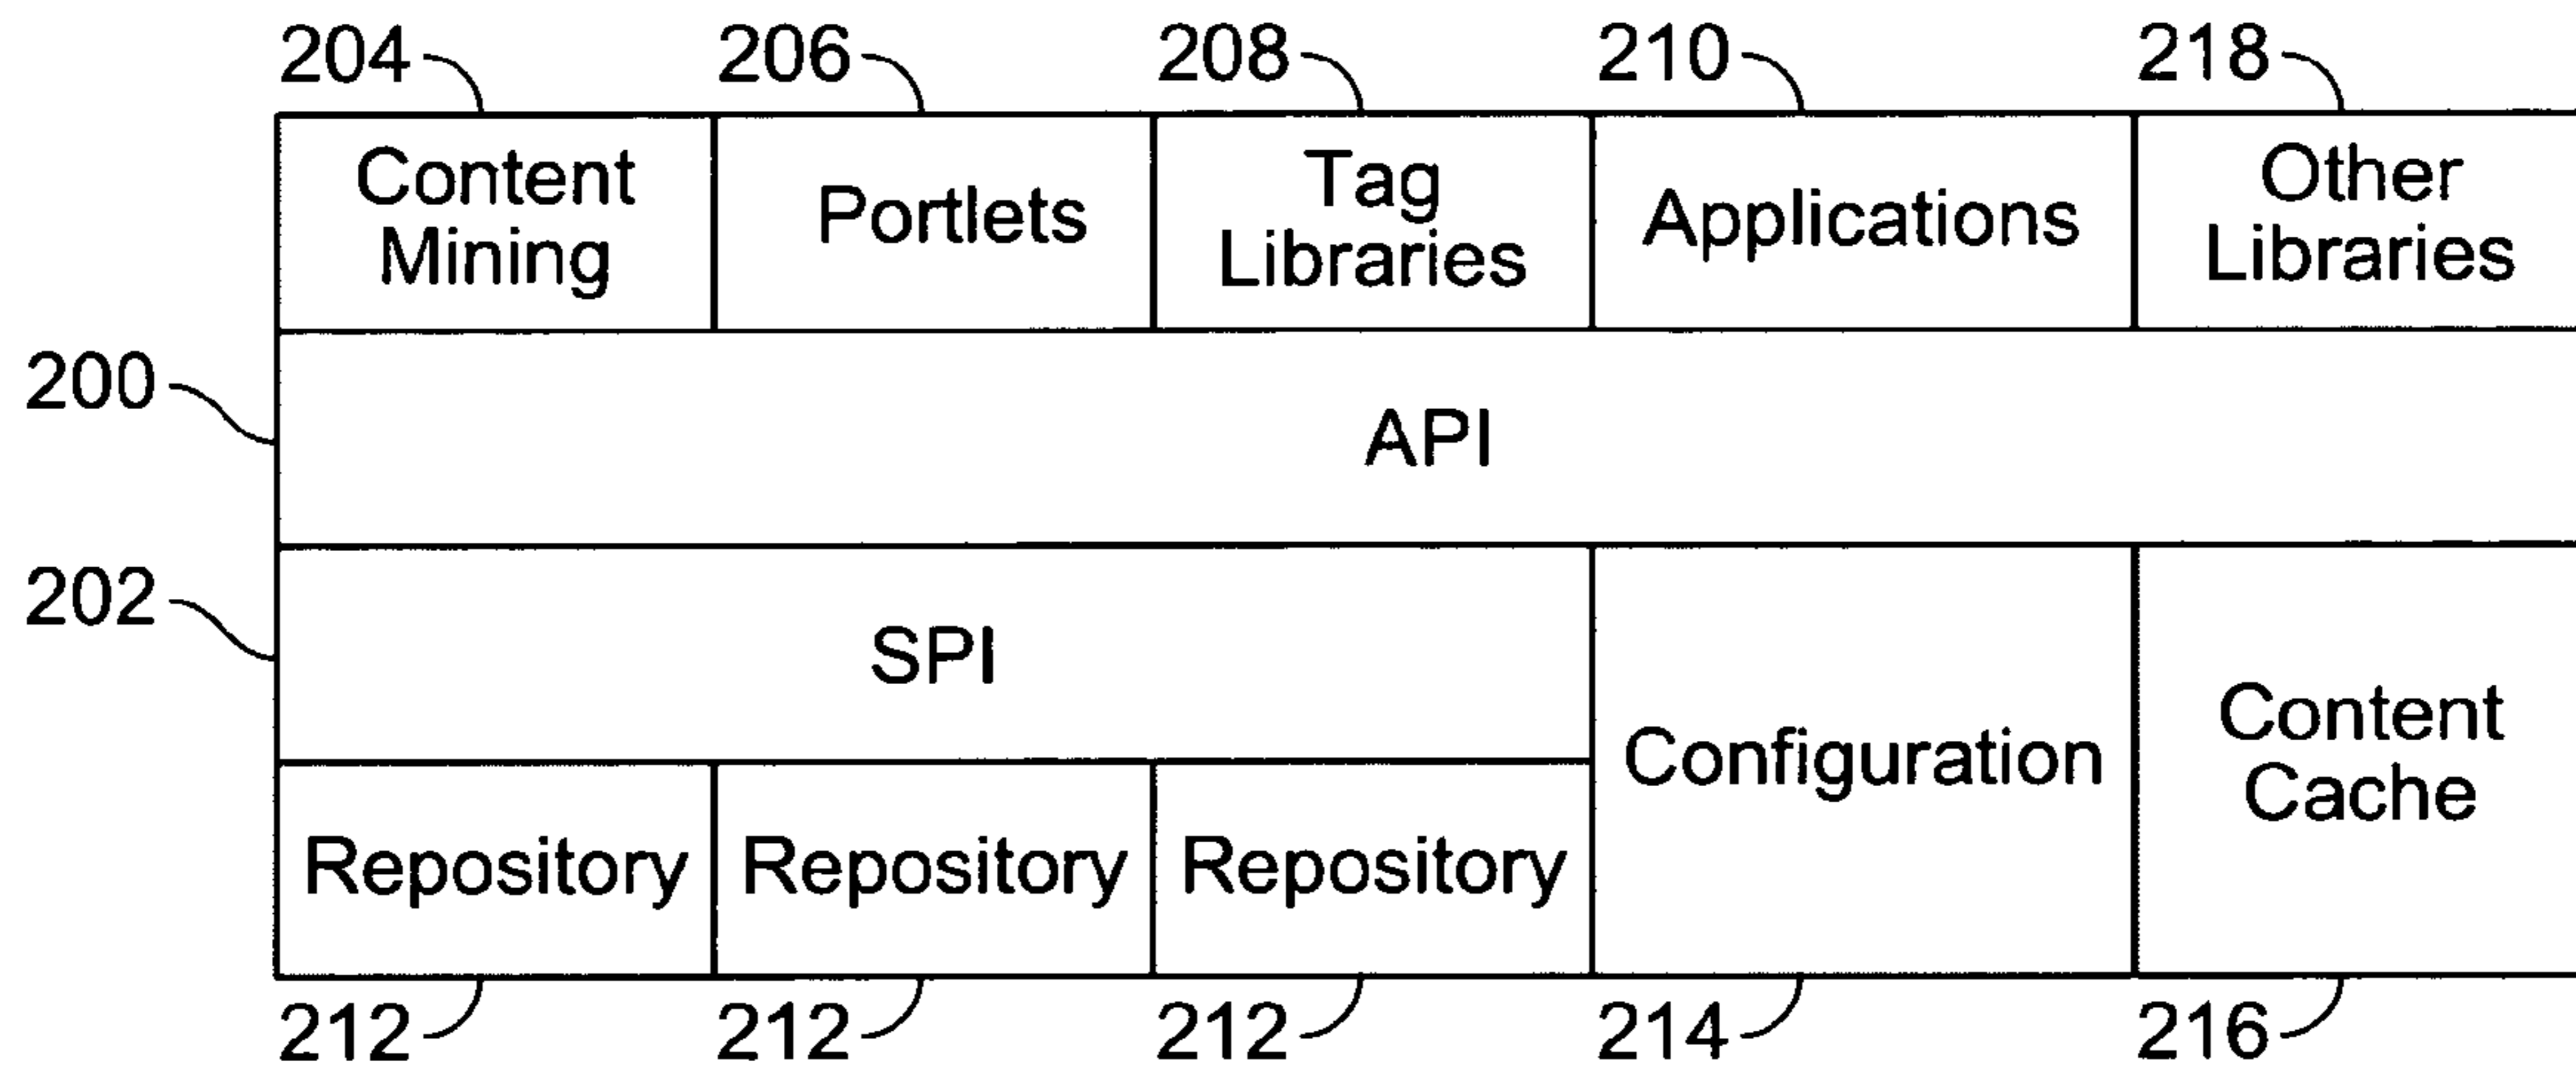 204 206 208 210 218
Content Mining Portlets Tag Libraries Applications Other Libraries
200
API
202
SPI
Configuration
Content Cache
Repository Repository Repository
212 212 212 214 216